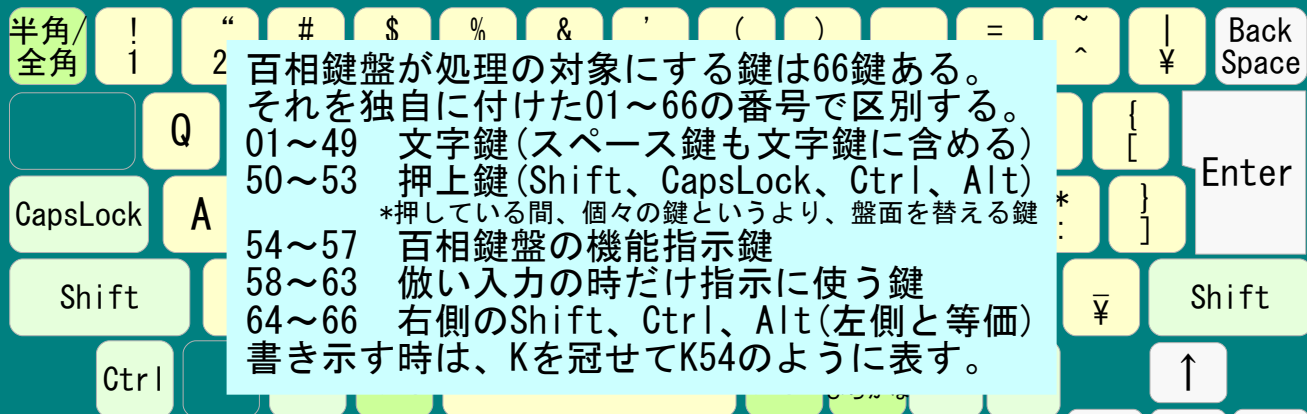 半角/
全角
!
1
“
2
#
$
%
&
'
(
)
=
~
^
|
¥
Back
Space
百相鍵盤が処理の対象にする鍵は66鍵ある。
それを独自に付けた01～66の番号で区別する。
01～49　文字鍵(スペース鍵も文字鍵に含める)
50～53　押上鍵(Shift、CapsLock、Ctrl、Alt)
*押している間、個々の鍵というより、盤面を替える鍵
54～57　百相鍵盤の機能指示鍵
58～63　倣い入力の時だけ指示に使う鍵
64～66　右側のShift、Ctrl、Alt(左側と等価)
書き示す時は、Kを冠せてK54のように表す。
Q
{
[
Enter
CapsLock
A
*
:
}
]
Shift
¥
Shift
Ctrl
↑